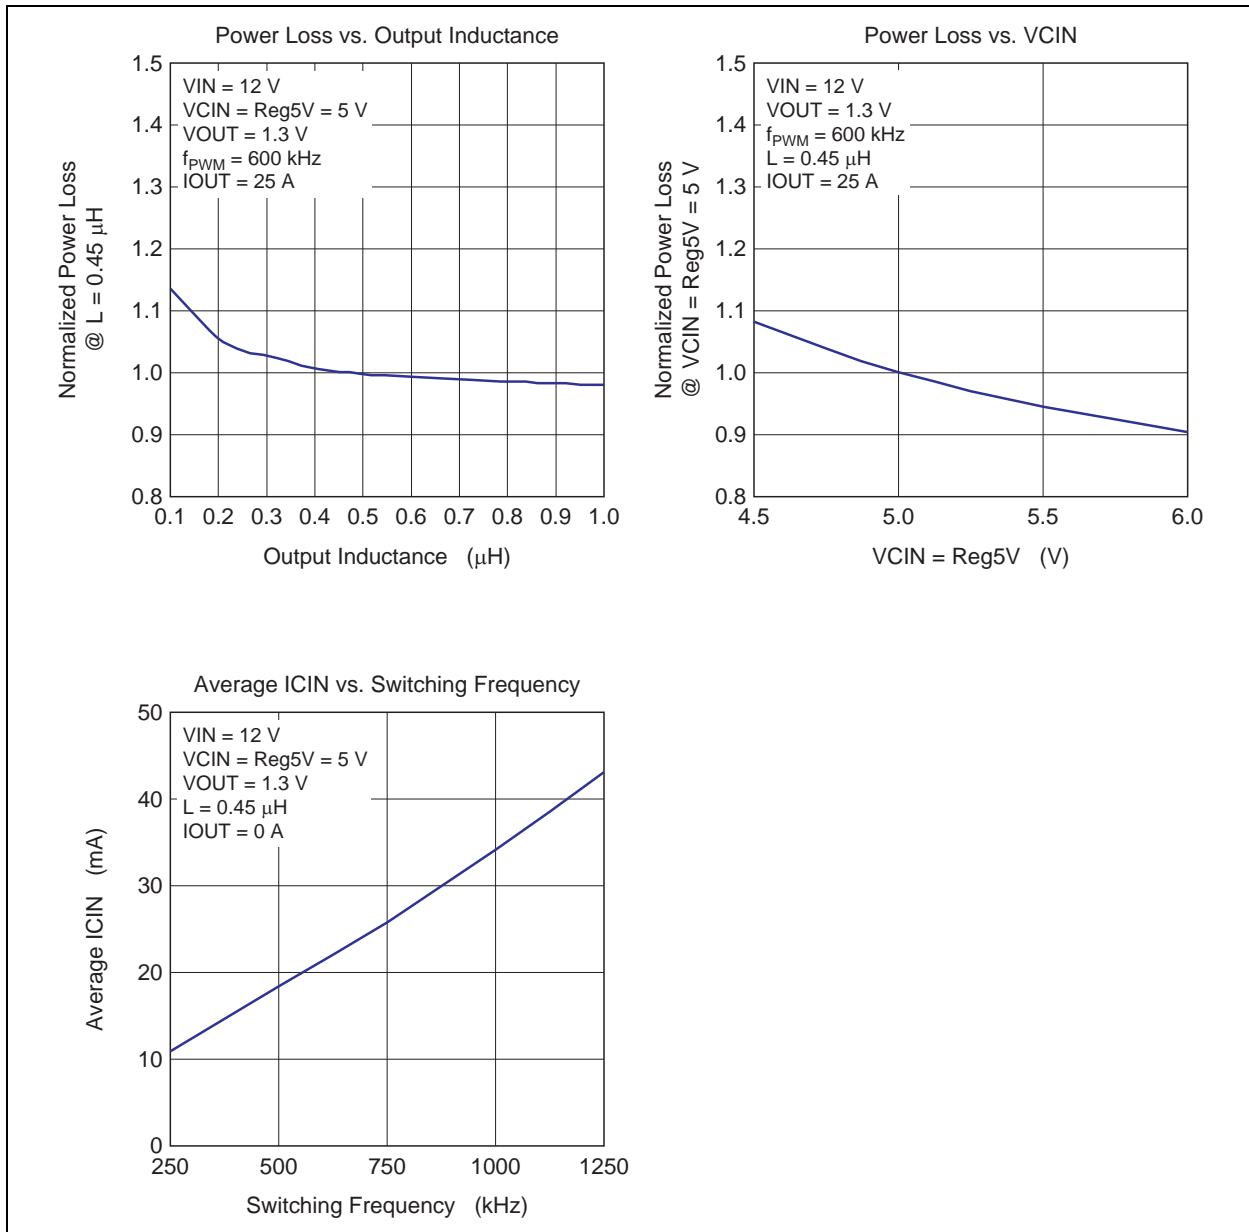 Power Loss vs. Output Inductance
1.5
1.4
1.3
1.2
1.1
1.0
0.9
0.8
VIN = 12 V
VCIN = Reg5V = 5 V
VOUT = 1.3 V
fPWM = 600 kHz
IOUT = 25 A
Normalized Power Loss
@ L = 0.45 μH
0.1 0.2 0.3 0.4 0.5 0.6 0.7 0.8 0.9 1.0
Output Inductance (μH)
Power Loss vs. VCIN
1.5
1.4
1.3
1.2
1.1
1.0
0.9
0.8
VIN = 12 V
VOUT = 1.3 V
fPWM = 600 kHz
L = 0.45 μH
IOUT = 25 A
Normalized Power Loss
@ VCIN = Reg5V = 5 V
4.5 5.0 5.5 6.0
VCIN = Reg5V (V)
Average ICIN vs. Switching Frequency
50
40
30
20
10
0
VIN = 12 V
VCIN = Reg5V = 5 V
VOUT = 1.3 V
L = 0.45 μH
IOUT = 0 A
Average ICIN (mA)
250 500 750 1000 1250
Switching Frequency (kHz)